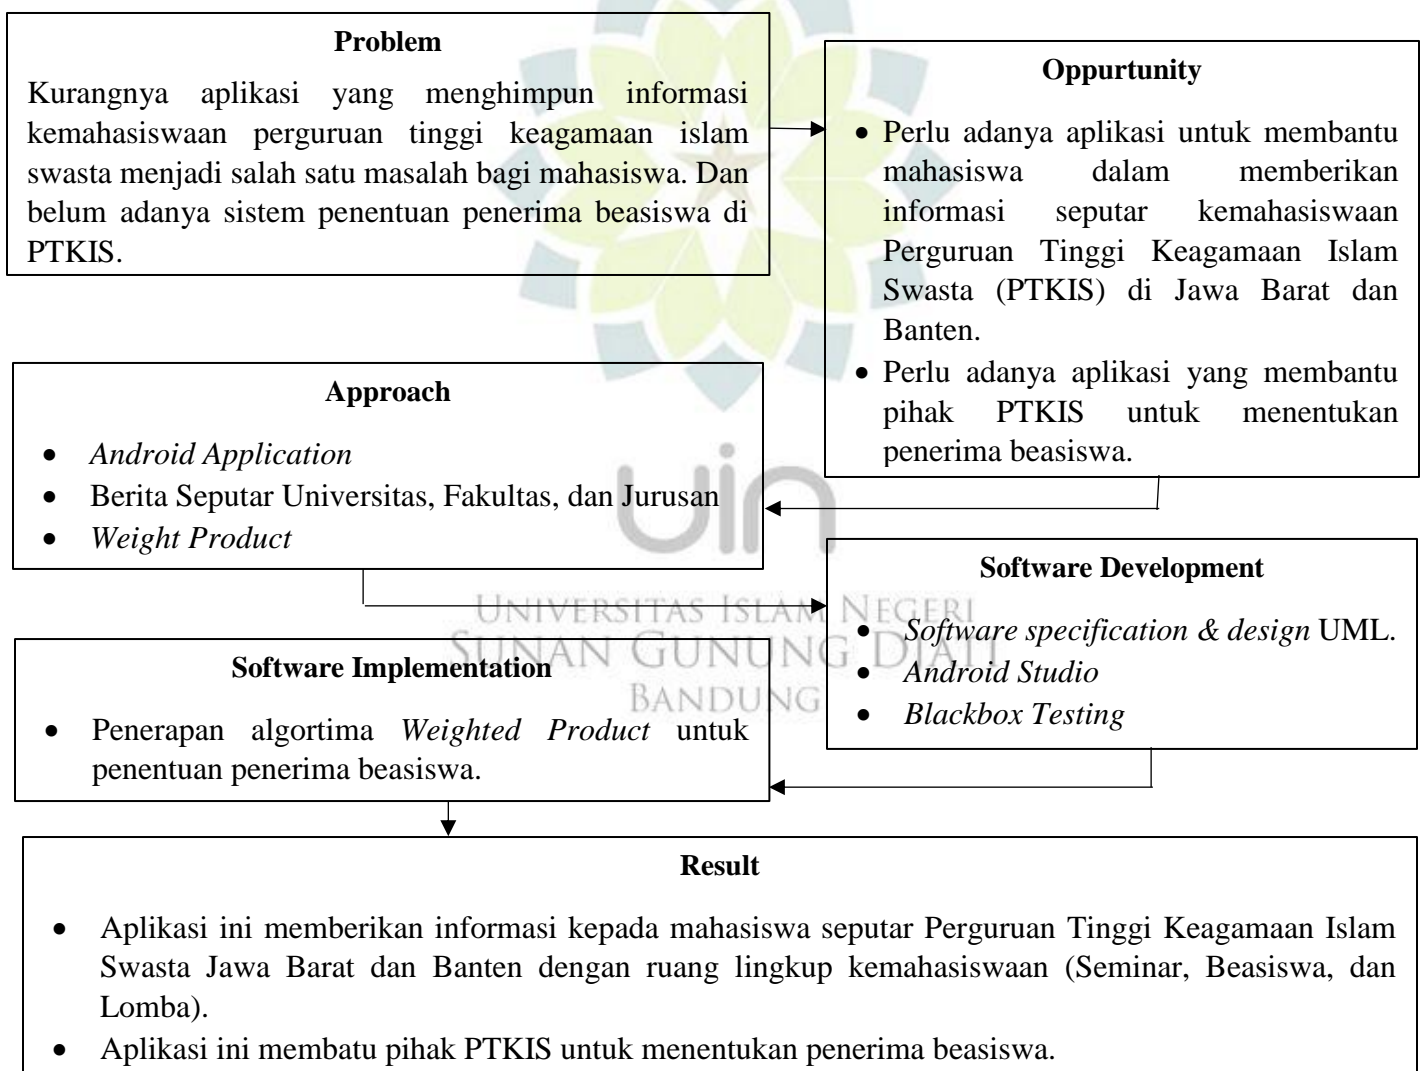 Problem
Kurangnya aplikasi yang menghimpun informasi
kemahasiswaan perguruan tinggi keagamaan islam
swasta menjadi salah satu masalah bagi mahasiswa. Dan
belum adanya sistem penentuan penerima beasiswa di
PTKIS.
Oppurtunity
• Perlu adanya aplikasi untuk membantu
mahasiswa dalam memberikan
informasi seputar kemahasiswaan
Perguruan Tinggi Keagamaan Islam
Swasta (PTKIS) di Jawa Barat dan
Banten.
• Perlu adanya aplikasi yang membantu
pihak PTKIS untuk menentukan
penerima beasiswa.
Approach
• Android Application
• Berita Seputar Universitas, Fakultas, dan Jurusan
• Weight Product
uin
UNIVERSITAS ISLAM NEGERI
SUNAN GUNUNG DJATI
BANDUNG
Software Development
• Software specification & design UML.
• Android Studio
• Blackbox Testing
Software Implementation
• Penerapan algortima Weighted Product untuk
penentuan penerima beasiswa.
Result
• Aplikasi ini memberikan informasi kepada mahasiswa seputar Perguruan Tinggi Keagamaan Islam
Swasta Jawa Barat dan Banten dengan ruang lingkup kemahasiswaan (Seminar, Beasiswa, dan
Lomba).
• Aplikasi ini membatu pihak PTKIS untuk menentukan penerima beasiswa.